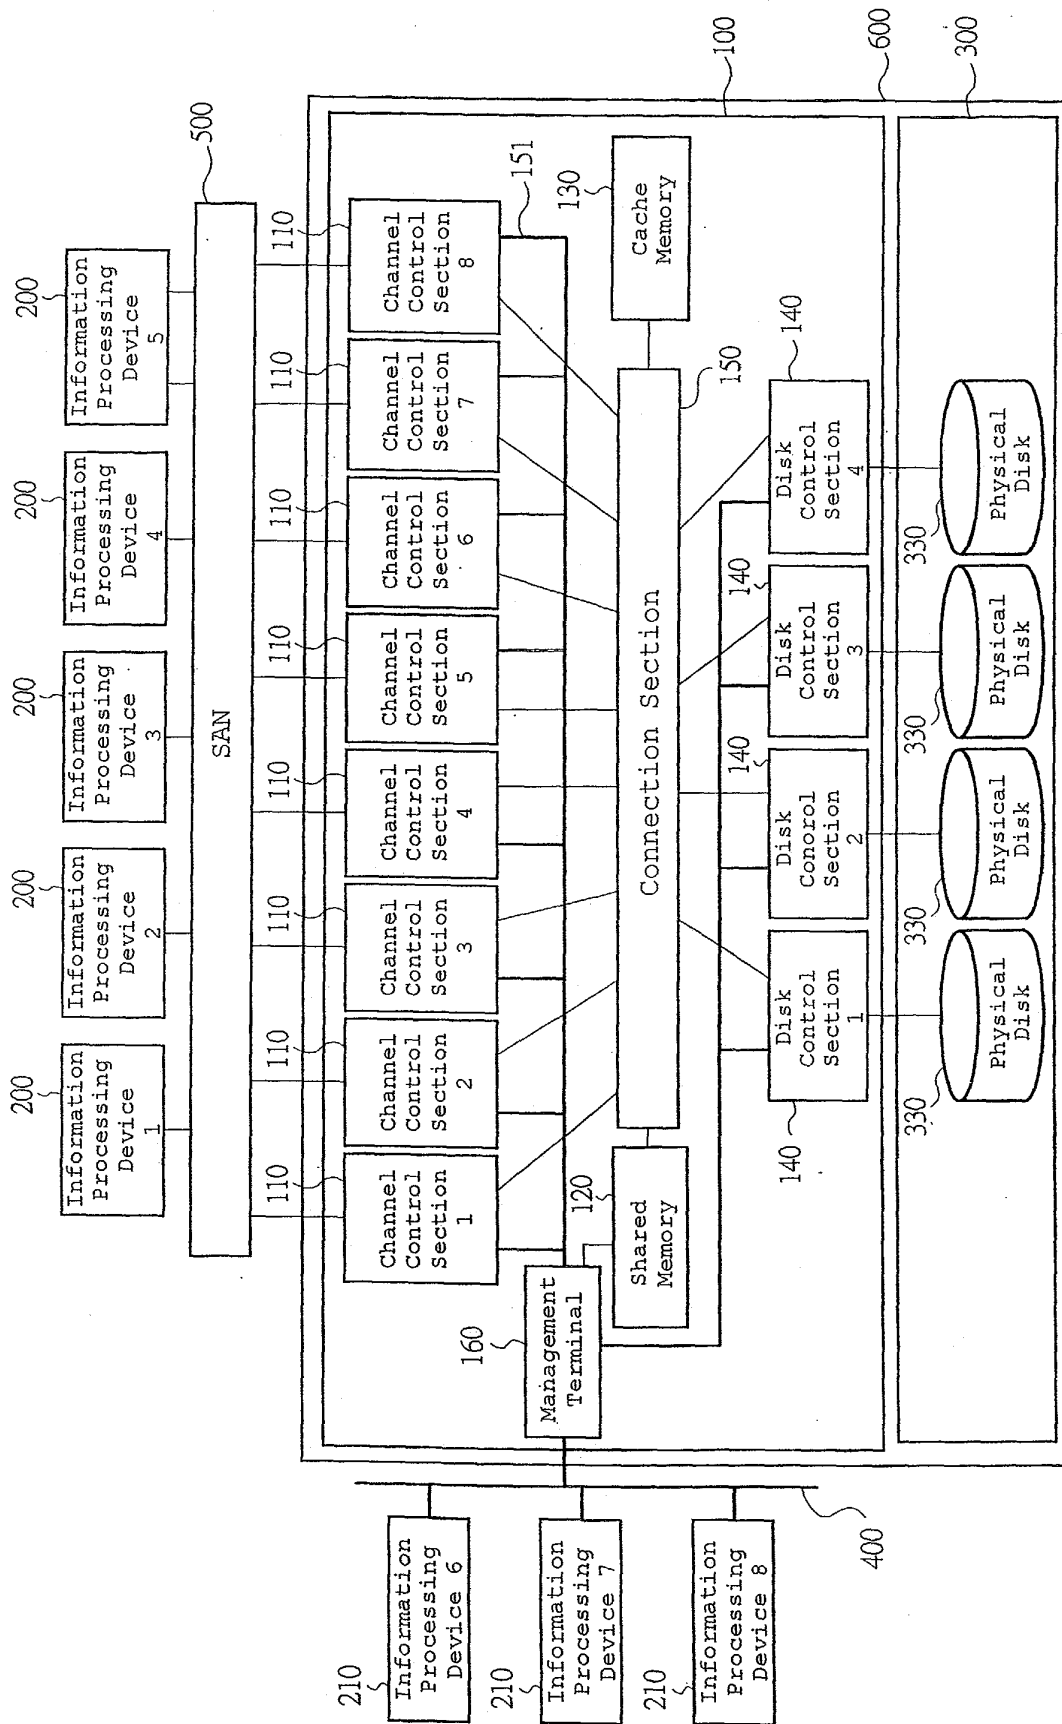 200
Information
Processing
Device
1
200
Information
Processing
Device
2
200
Information
Processing
Device
3
200
Information
Processing
Device
4
200
Information
Processing
Device
5
500
SAN
110
Channel
Control
Section
1
110
Channel
Control
Section
2
110
Channel
Control
Section
3
110
Channel
Control
Section
4
110
Channel
Control
Section
5
110
Channel
Control
Section
6
110
Channel
Control
Section
7
110
Channel
Control
Section
8
151
210
Information
Processing
Device 6
210
Information
Processing
Device 7
210
Information
Processing
Device 8
400
160
Management
Terminal
120
Shared
Memory
Connection Section
150
130
Cache
Memory
140
Disk
Control
Section
1
140
Disk
Conorol
Section
2
140
Disk
Control
Section
3
140
Disk
Control
Section
4
100
600
300
330
Physical
Disk
330
Physical
Disk
330
Physical
Disk
330
Physical
Disk